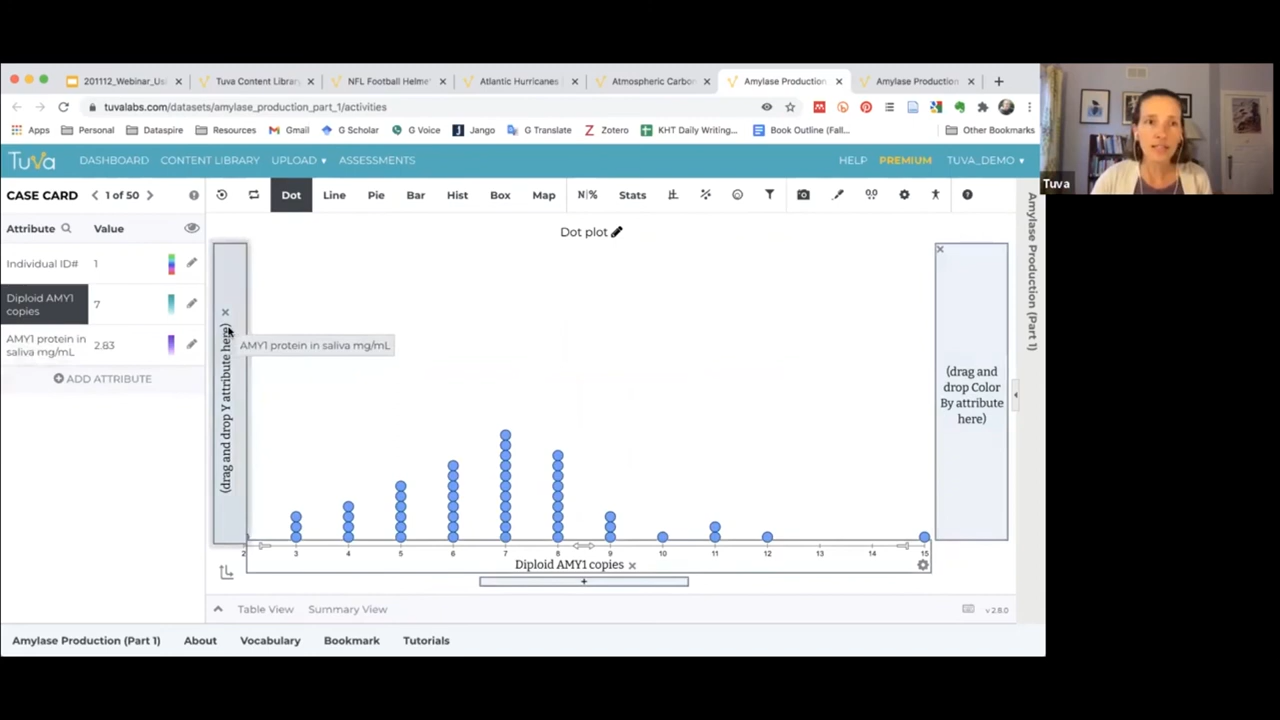 201112_Webinar_Us
Tuva Content Library
NFL Football Helme
Atlantic Hurricanes
Atmospheric Carbon
Amylase Production
Amylase Production
tuvalabs.com/datasets/amylase_production_part_1/activities
Apps
Personal
Dataspire
Resources
Gmail
G Scholar
G Voice
Jango
G Translate
Zotero
KHT Daily Writing...
Book Outline (Fall...
Other Bookmarks
Tuva
DASHBOARD
CONTENT LIBRARY
UPLOAD
ASSESSMENTS
HELP
PREMIUM
TUVA_DEMO
Tuva
CASE CARD
1 of 50
Dot
Line
Pie
Bar
Hist
Box
Map
N|%
Stats
Attribute
Value
Individual ID#
1
Diploid AMY1
copies
7
AMY1 protein in
saliva mg/mL
2.83
ADD ATTRIBUTE
Dot plot
(drag and drop Y attribute here)
AMY1 protein in saliva mg/mL
(drag and
drop Color
By attribute
here)
Amylase Production (Part 1)
2 3 4 5 6 7 8 9 10 11 12 13 14 15
Diploid AMY1 copies
Table View
Summary View
v 2.8.0
Amylase Production (Part 1)
About
Vocabulary
Bookmark
Tutorials